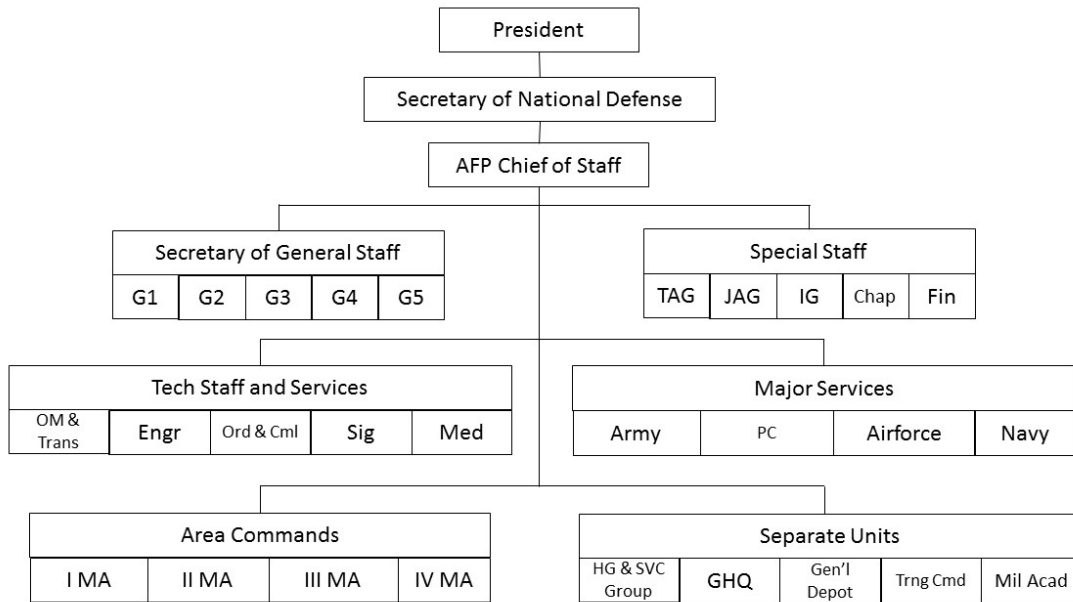 President
Secretary of National Defense
AFP Chief of Staff
Secretary of General Staff
G1 G2 G3 G4 G5
Special Staff
TAG JAG IG Chap Fin
Tech Staff and Services
OM &
Trans
Engr Ord & Cml Sig Med
Major Services
Army PC Airforce Navy
Area Commands
I MA II MA III MA IV MA
Separate Units
HG & SVC
Group
GHQ
Gen'l
Depot
Trng Cmd Mil Acad